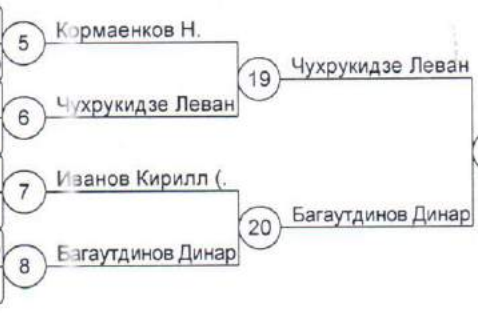 5 Кормаенков Н.
19 Чухрукидзе Леван
6 Чухрукидзе Леван
7 Иванов Кирилл (.
20 Багаутдинов Динар
8 Багаутдинов Динар